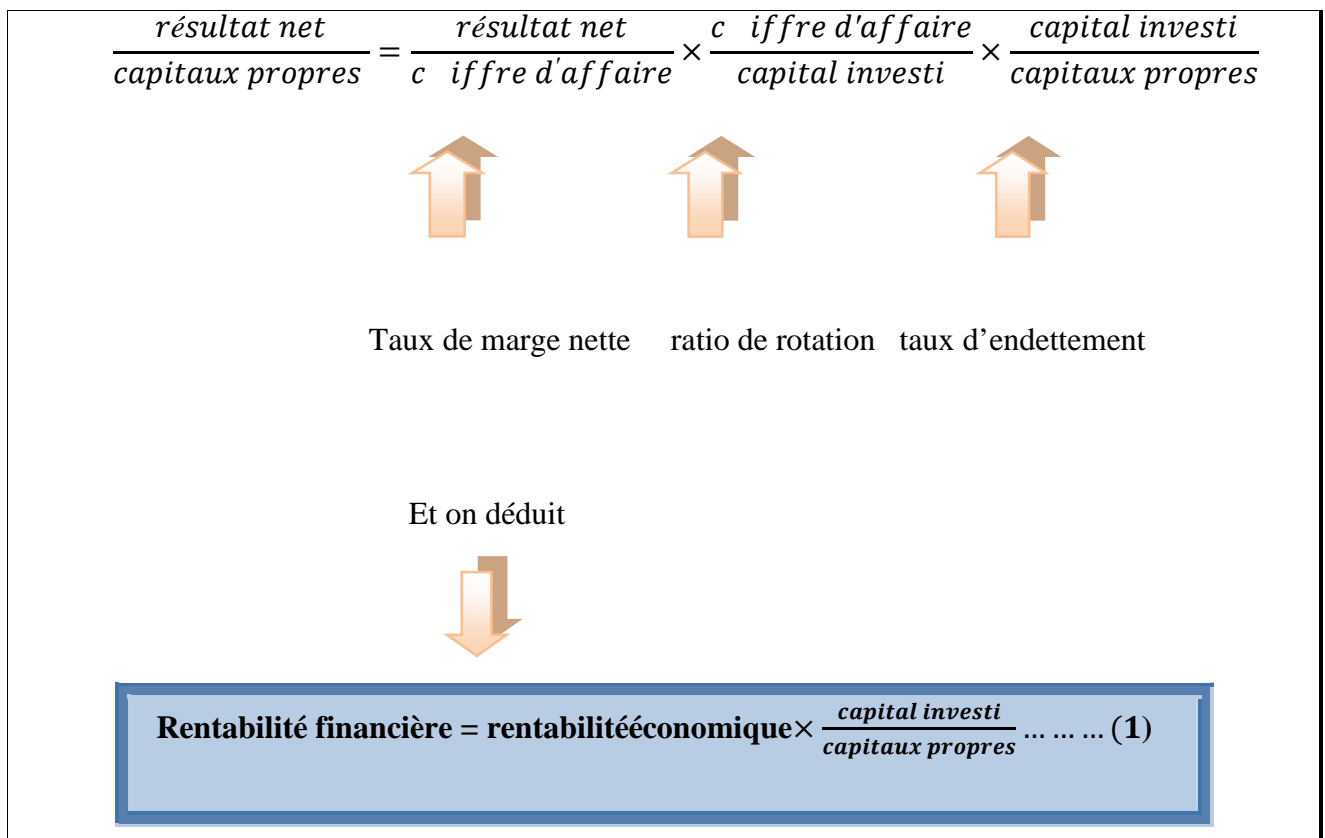 résultat net / capitaux propres = résultat net / c iffre d'affaire × c iffre d'affaire / capital investi × capital investi / capitaux propres
Taux de marge nette ratio de rotation taux d’endettement
Et on déduit
Rentabilité financière = rentabilitééconomique× capital investi / capitaux propres … … … (1)